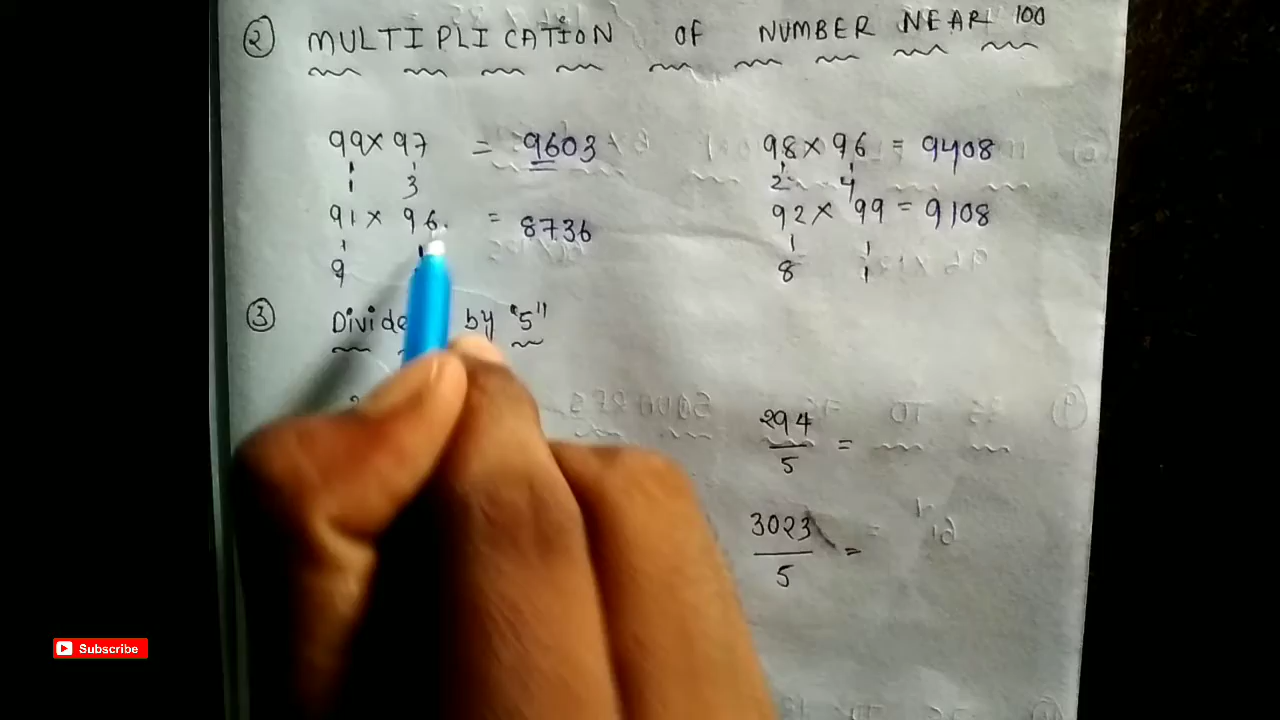 ② MULTIPLICATION OF NUMBER NEAR 100
99 × 97 = 9603
1 3
91 × 96 = 8736
9
98 × 96 = 9408
2 4
92 × 99 = 9108
8 1
③ Divide by "5"
294
5 =
3023
5 =
Subscribe